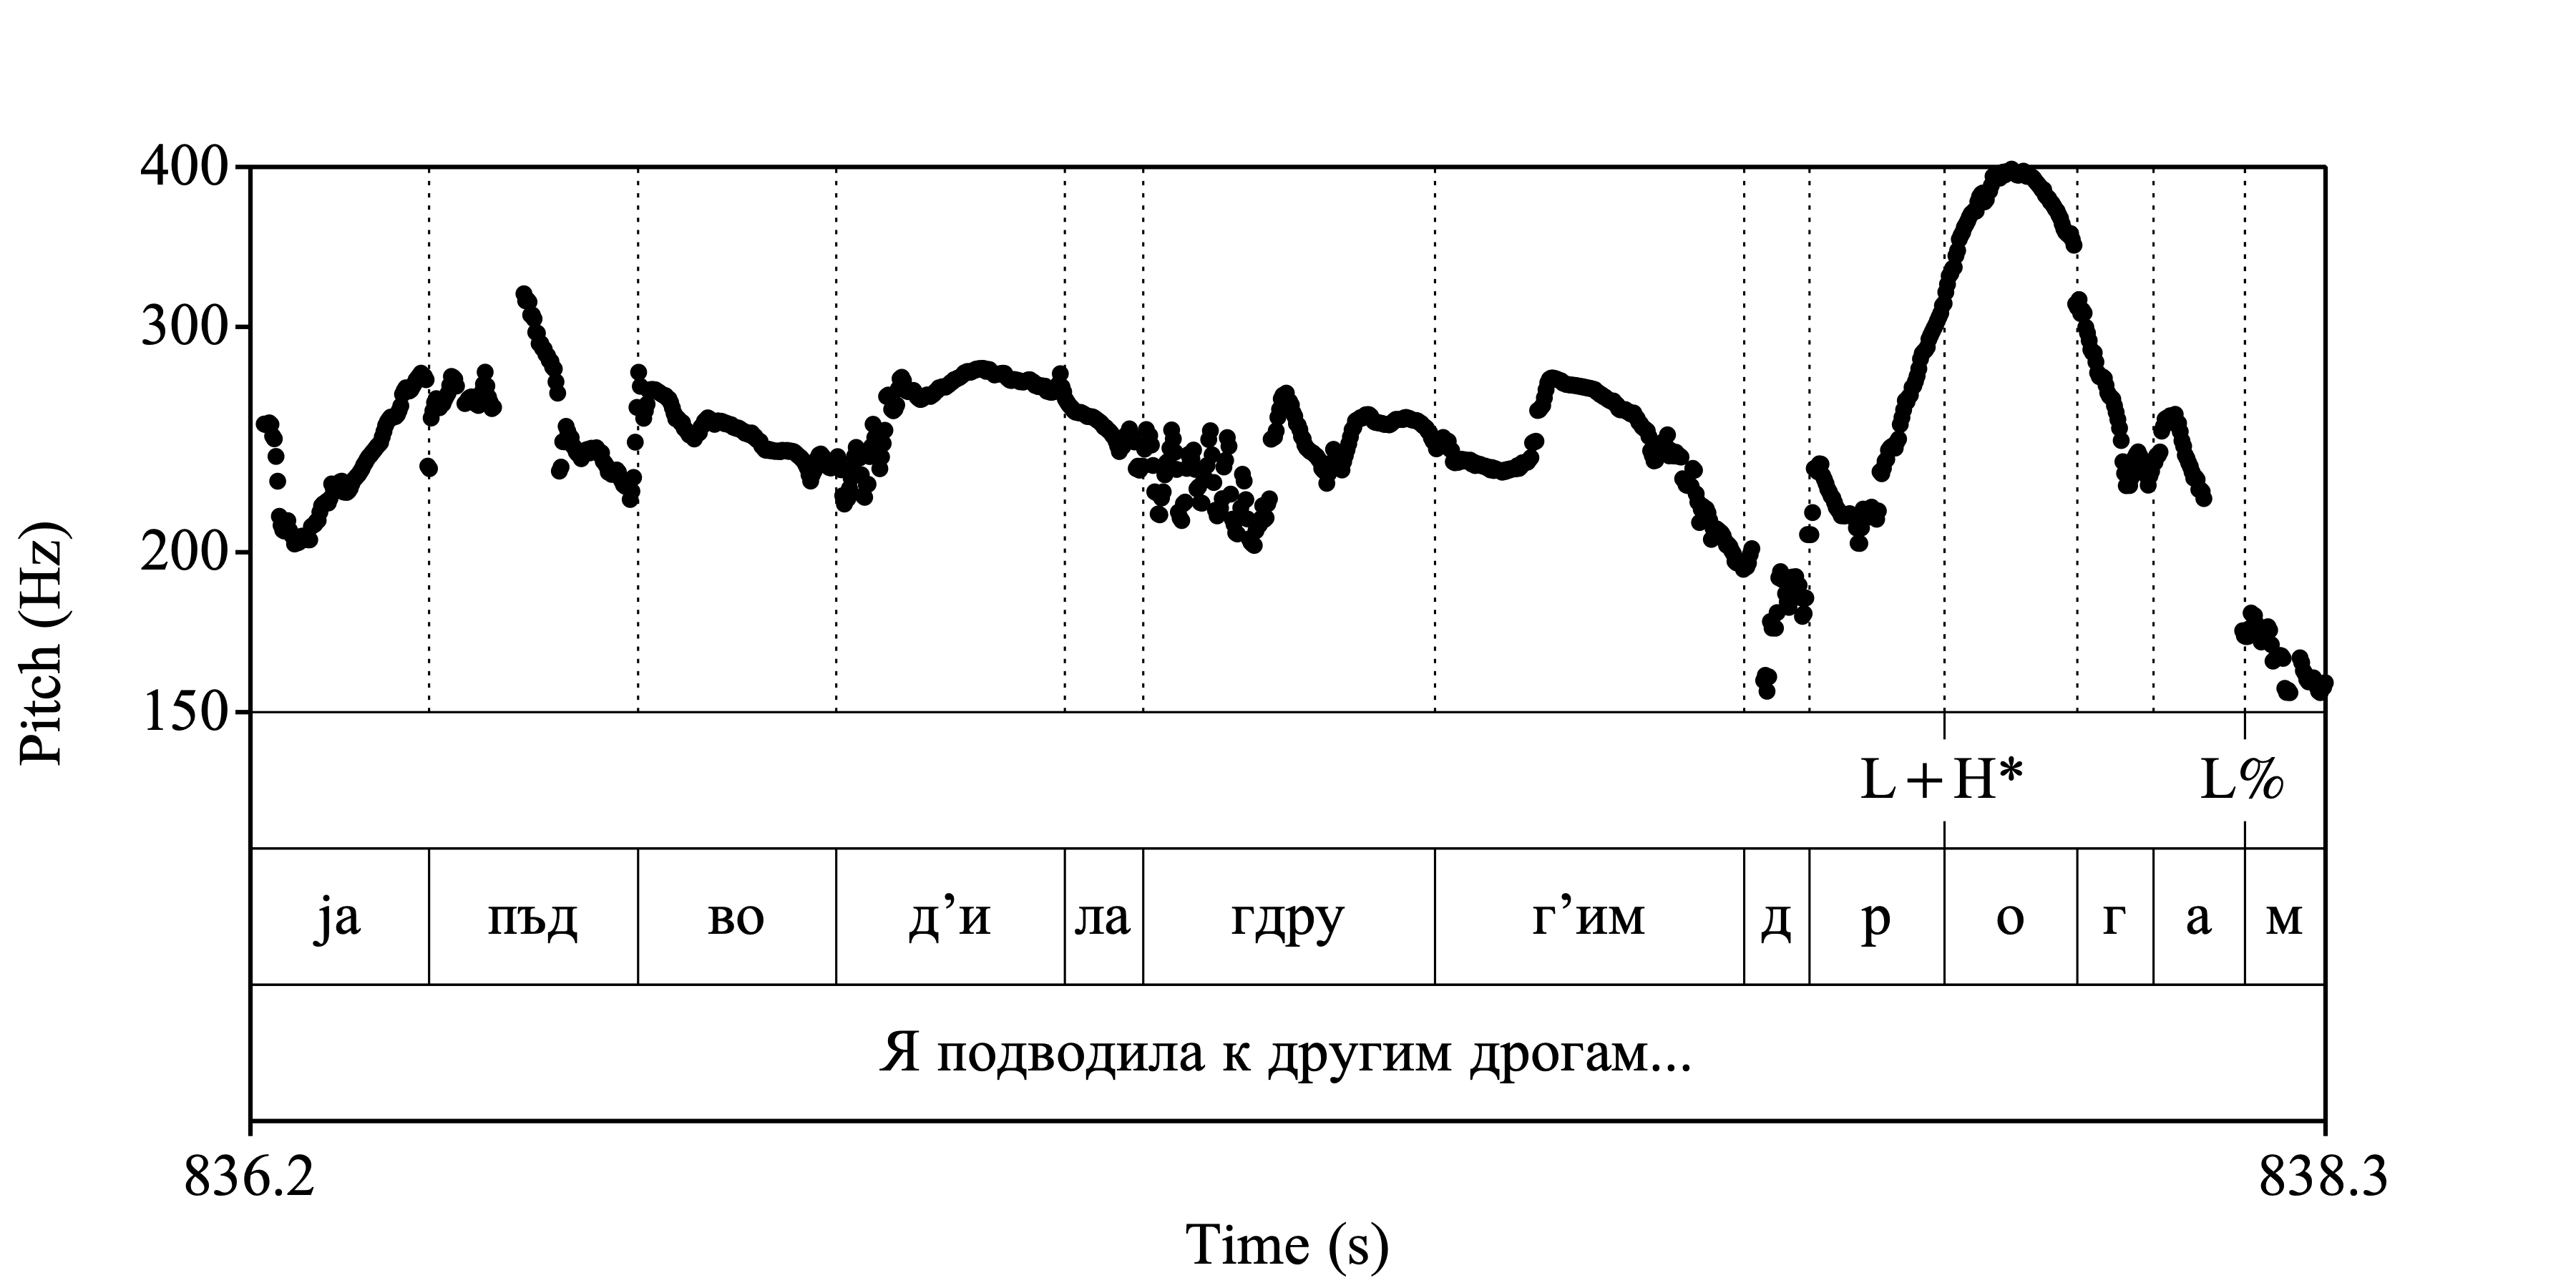 400
300
200
150
Pitch (Hz)
L+H* L%
ја пъд во д’и ла гдру г’им д р о г а м
Я подводила к другим дрогам...
836.2 838.3
Time (s)